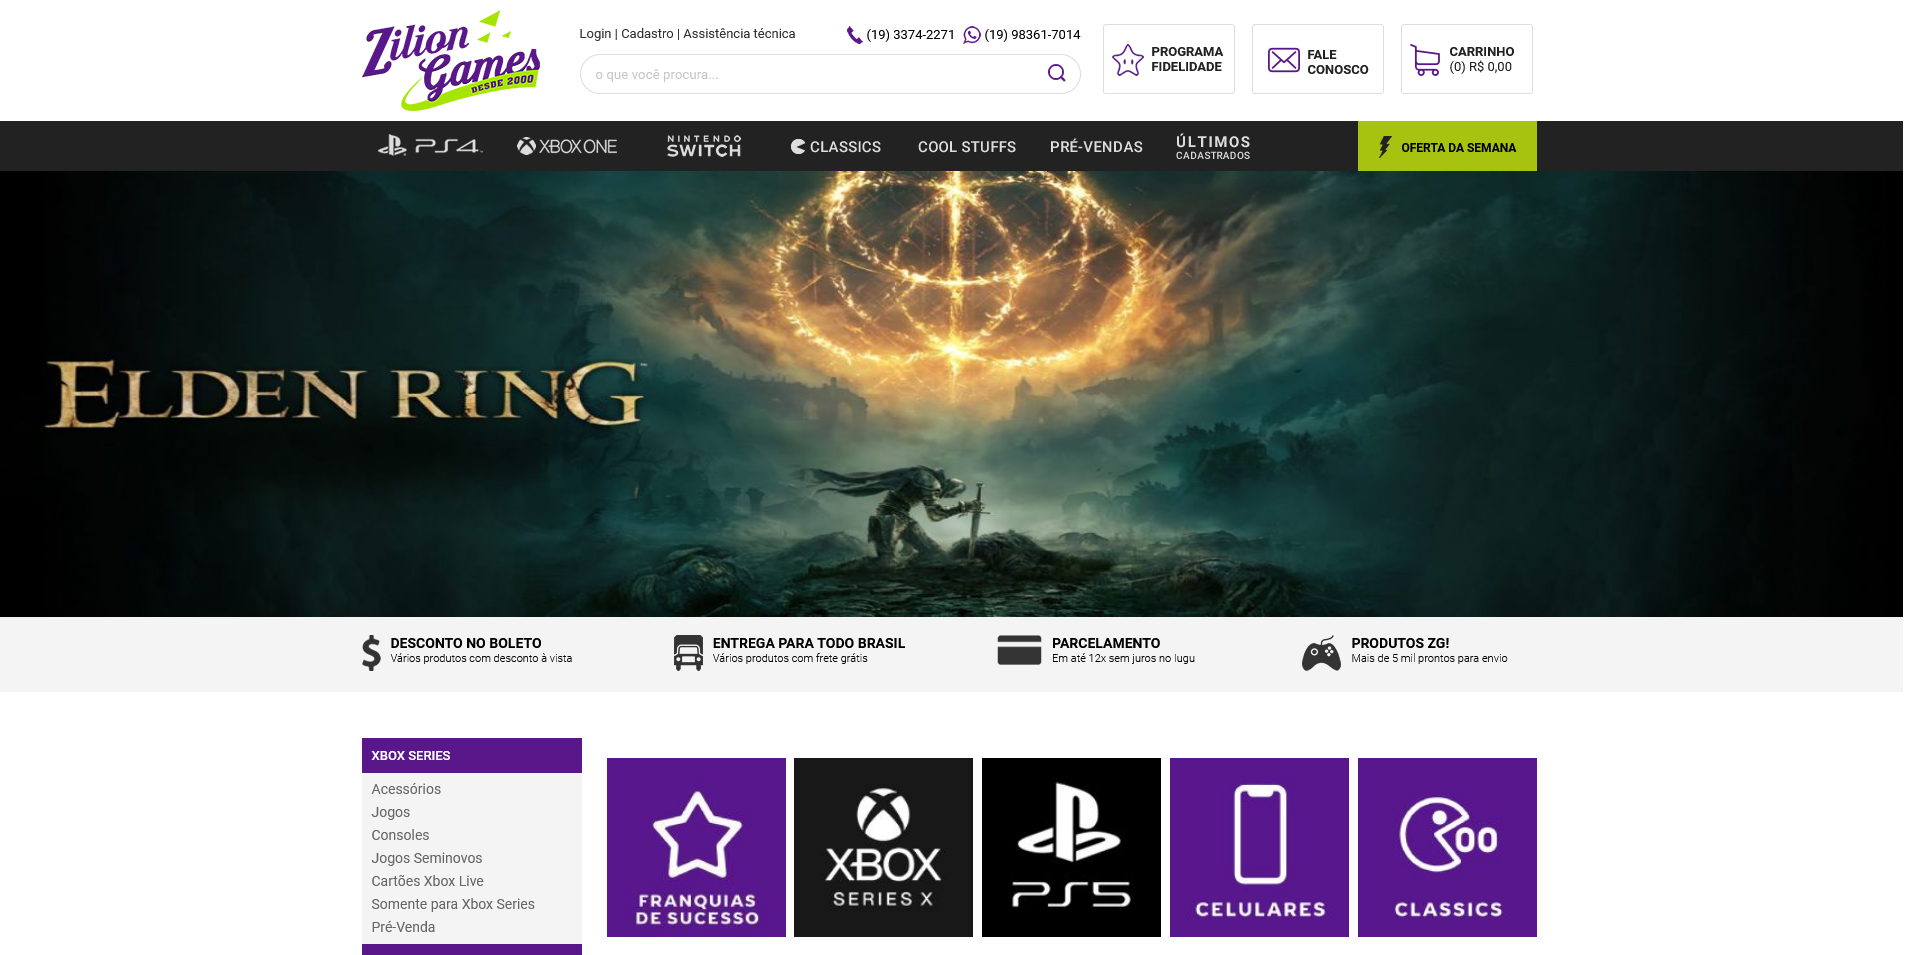 Zilion
Games
DESDE 2000
Login | Cadastro | Assistência técnica
(19) 3374-2271
(19) 98361-7014
o que você procura...
PROGRAMA
FIDELIDADE
FALE
CONOSCO
CARRINHO
(0) R$ 0,00
PS4
XBOX ONE
NINTENDO
SWITCH
CLASSICS
COOL STUFFS
PRÉ-VENDAS
ÚLTIMOS
CADASTRADOS
OFERTA DA SEMANA
ELDEN RING
DESCONTO NO BOLETO
Vários produtos com desconto à vista
ENTREGA PARA TODO BRASIL
Vários produtos com frete grátis
PARCELAMENTO
Em até 12x sem juros no Iugu
PRODUTOS ZG!
Mais de 5 mil prontos para envio
XBOX SERIES
Acessórios
Jogos
Consoles
Jogos Seminovos
Cartões Xbox Live
Somente para Xbox Series
Pré-Venda
FRANQUIAS
DE SUCESSO
XBOX
SERIES X
PS5
CELULARES
CLASSICS